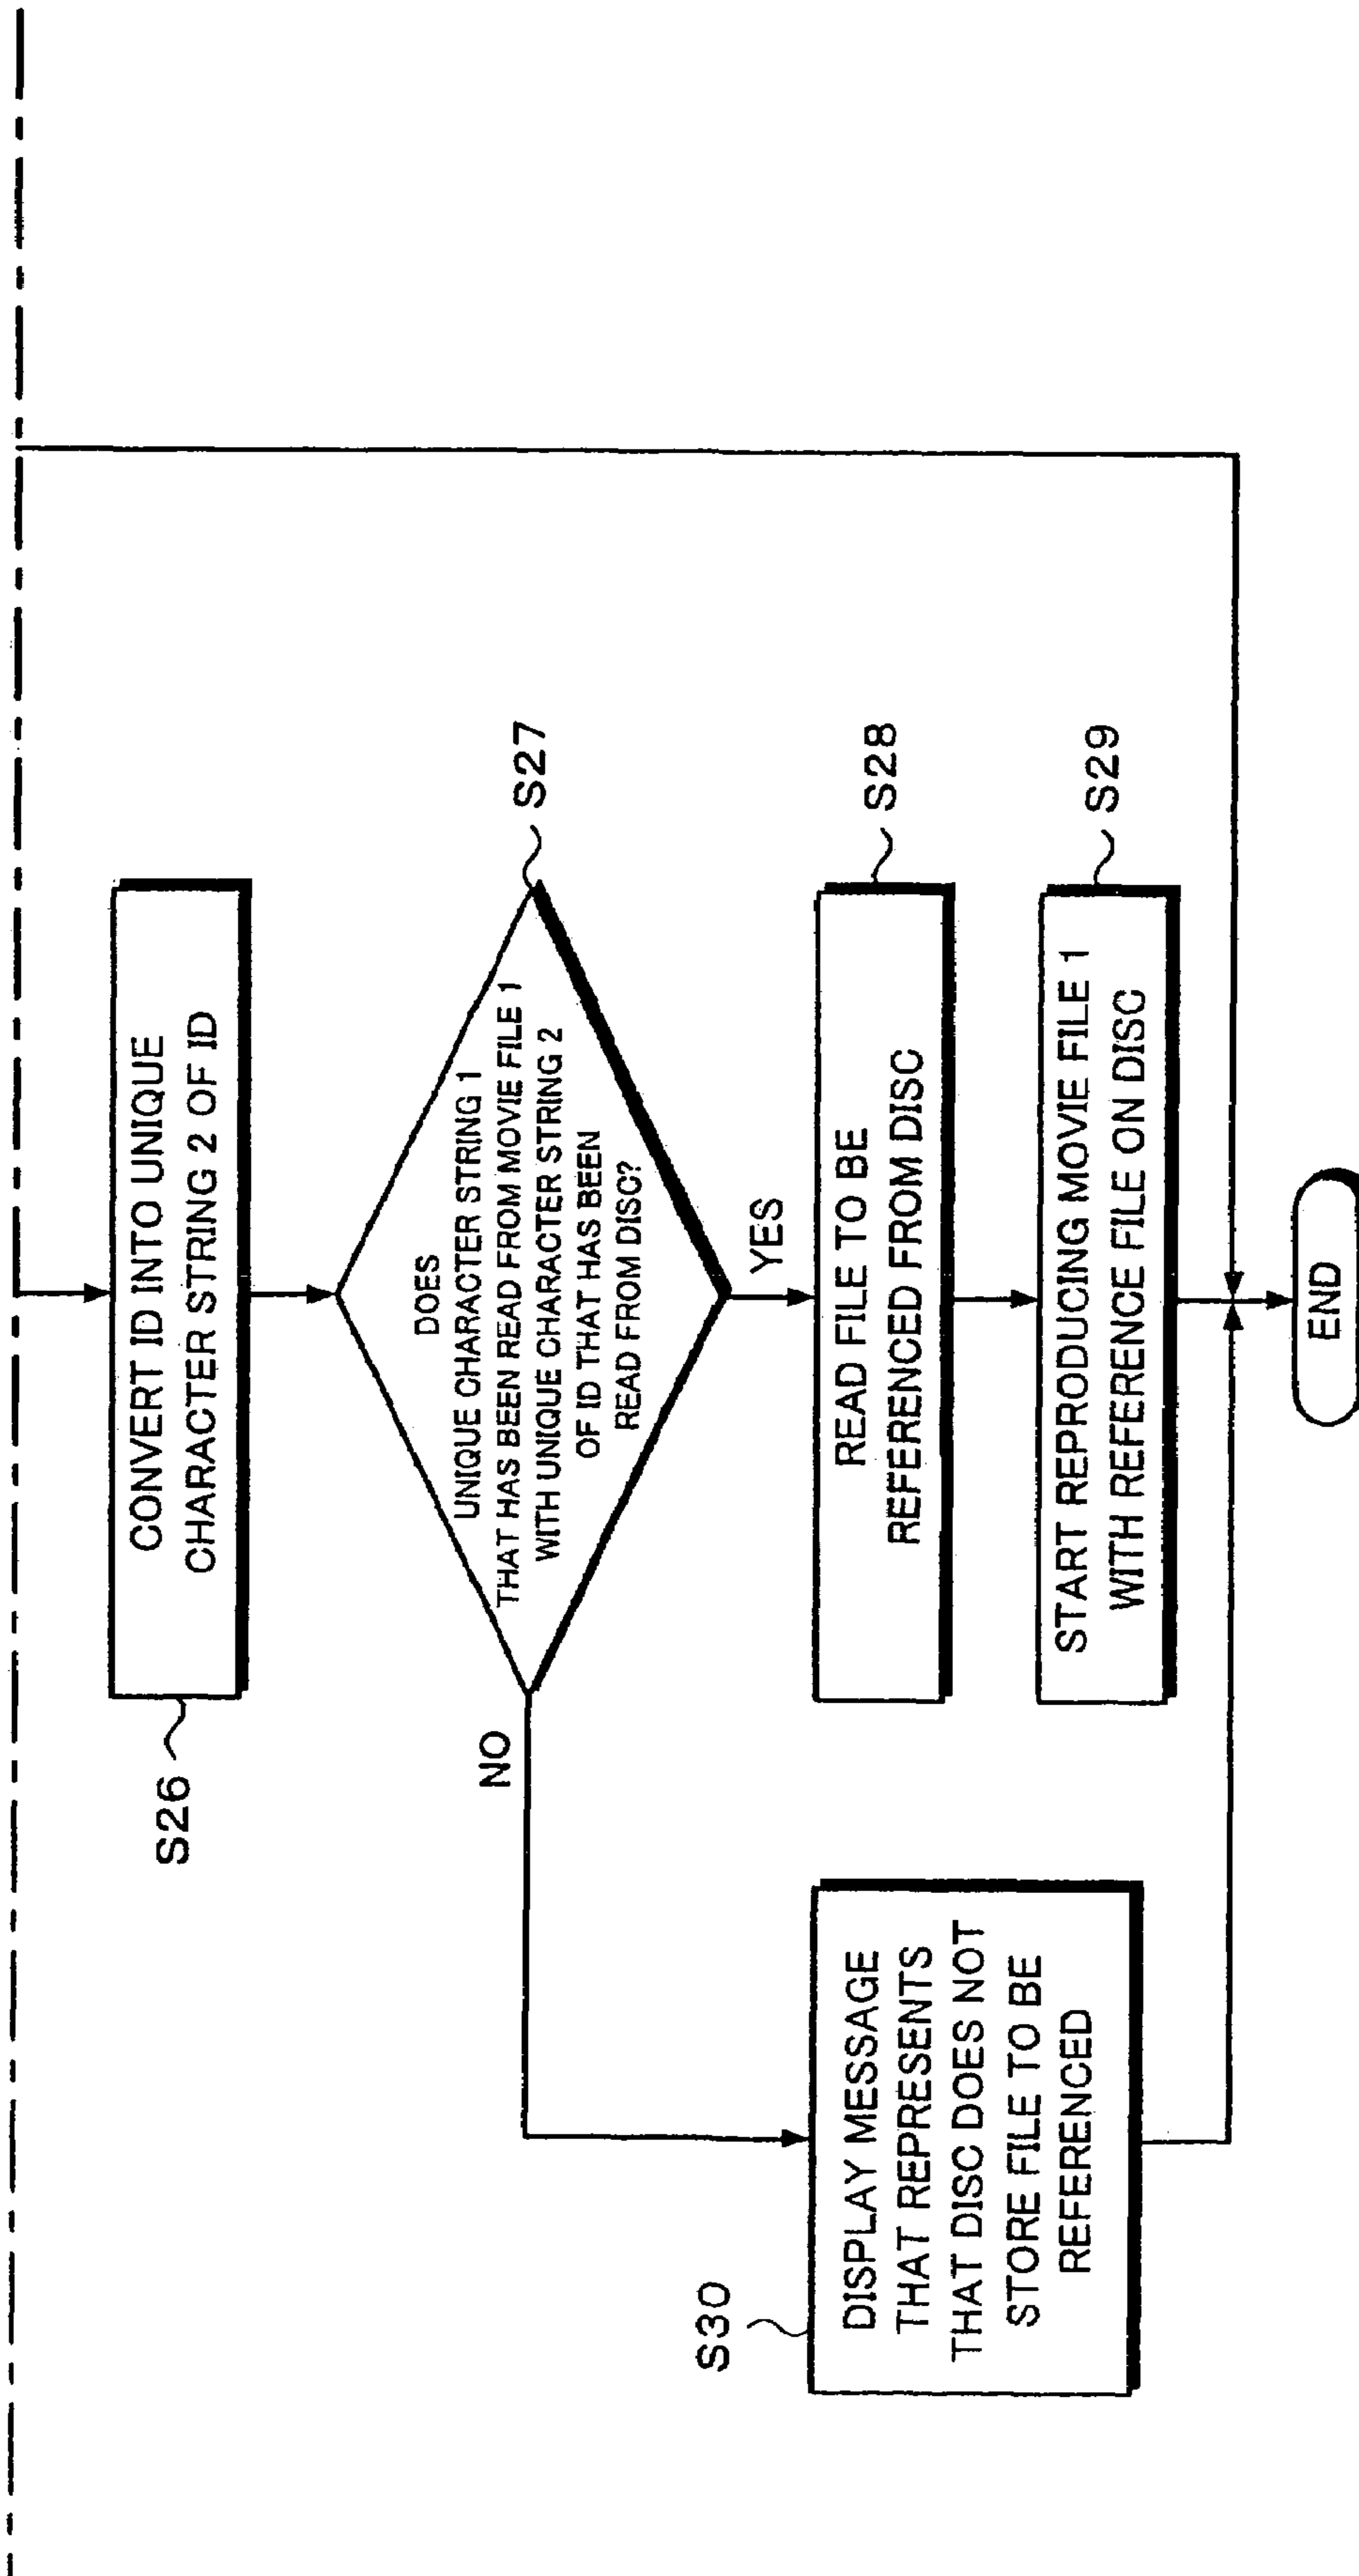 CONVERT ID INTO UNIQUE
CHARACTER STRING 2 OF ID
S26
DOES
UNIQUE CHARACTER STRING 1
THAT HAS BEEN READ FROM MOVIE FILE 1
WITH UNIQUE CHARACTER STRING 2
OF ID THAT HAS BEEN
READ FROM DISC?
S27
NO
YES
READ FILE TO BE
REFERENCED FROM DISC
S28
S30
DISPLAY MESSAGE
THAT REPRESENTS
THAT DISC DOES NOT
STORE FILE TO BE
REFERENCED
START REPRODUCING MOVIE FILE 1
WITH REFERENCE FILE ON DISC
S29
END